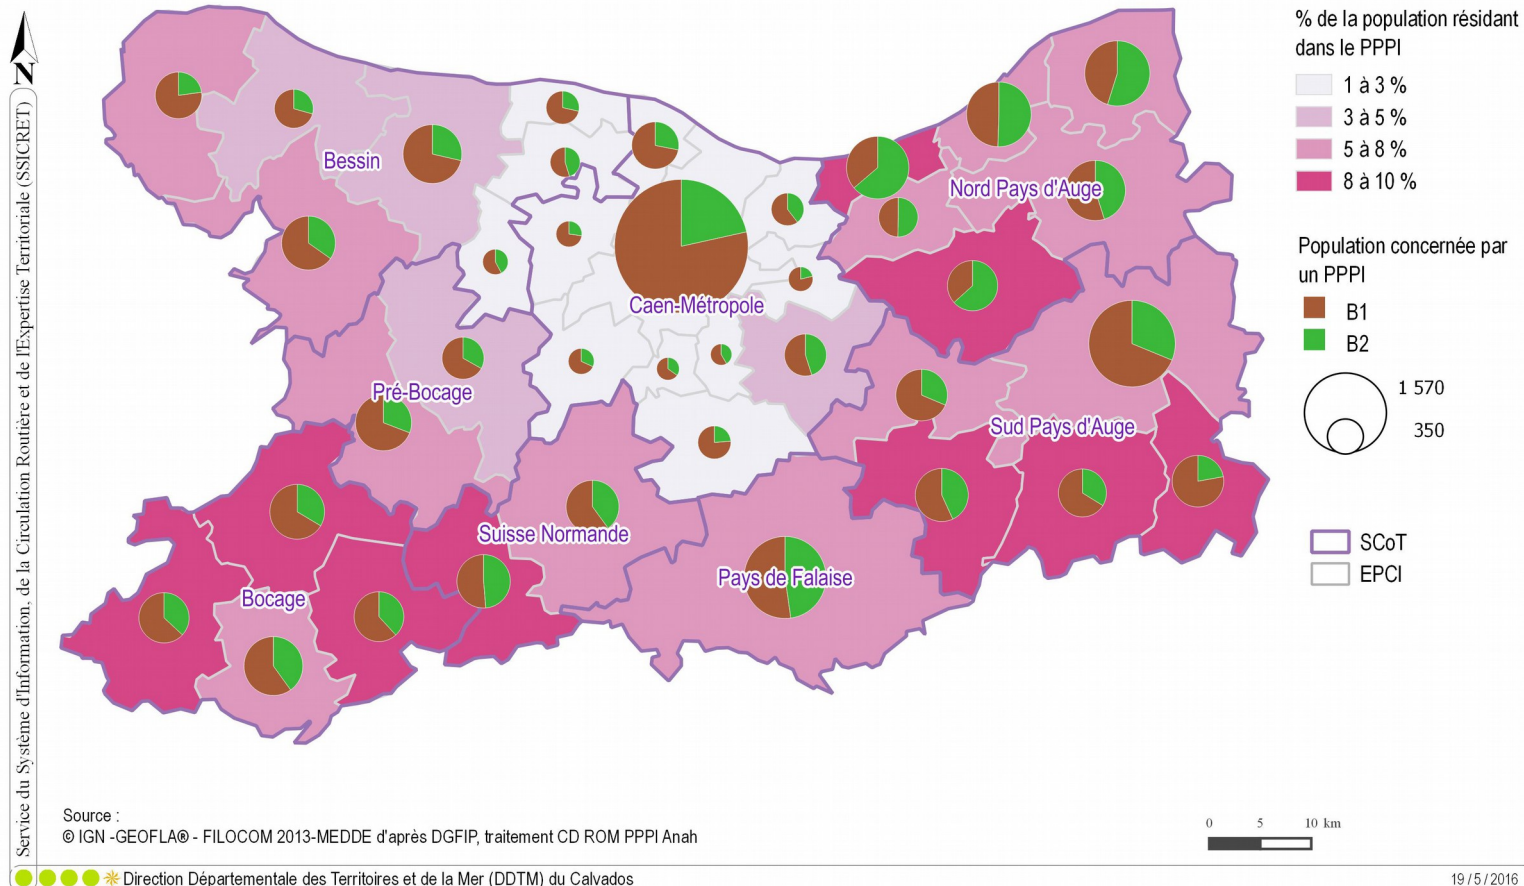 N
Service du Système d'Information, de la Circulation Routière et de l'Expertise Territoriale (SSICRET)
Bessin
Nord Pays d'Auge
Caen-Métropole
Pré-Bocage
Sud Pays d'Auge
Suisse Normande
Pays de Falaise
Bocage
% de la population résidant
dans le PPPI
1 à 3 %
3 à 5 %
5 à 8 %
8 à 10 %
Population concernée par
un PPPI
B1
B2
1 570
350
SCoT
EPCI
Source :
© IGN -GEOFLA® - FILOCOM 2013-MEDDE d'après DGFIP, traitement CD ROM PPPI Anah
0 5 10 km
Direction Départementale des Territoires et de la Mer (DDTM) du Calvados
19 / 5 / 2016